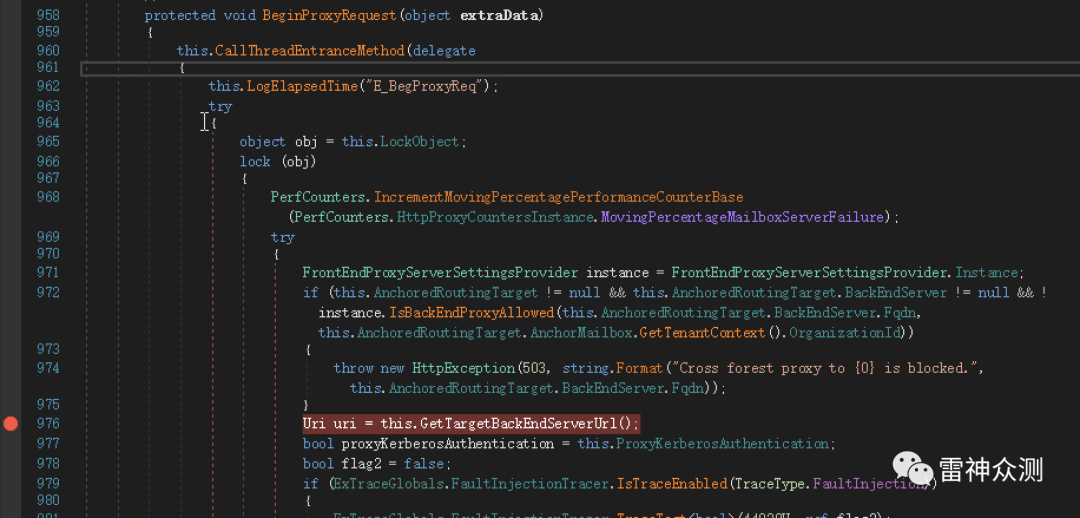 958 protected void BeginProxyRequest(object extraData)
959 {
960 this.CallThreadEntranceMethod(delegate
961 {
962 this.LogElapsedTime("E_BegProxyReq");
963 try
964 {
965 object obj = this.LockObject;
966 lock (obj)
967 {
968 PerfCounters.IncrementMovingPercentagePerformanceCounterBase
(PerfCounters.HttpProxyCountersInstance.MovingPercentageMailboxServerFailure);
969 try
970 {
971 FrontEndProxyServerSettingsProvider instance = FrontEndProxyServerSettingsProvider.Instance;
972 if (this.AnchoredRoutingTarget != null && this.AnchoredRoutingTarget.BackEndServer != null && !
instance.IsBackEndProxyAllowed(this.AnchoredRoutingTarget.BackEndServer.Fqdn,
this.AnchoredRoutingTarget.AnchorMailbox.GetTenantContext().OrganizationId))
973 {
974 throw new HttpException(503, string.Format("Cross forest proxy to {0} is blocked.",
this.AnchoredRoutingTarget.BackEndServer.Fqdn));
975 }
976 Uri uri = this.GetTargetBackEndServerUrl();
977 bool proxyKerberosAuthentication = this.ProxyKerberosAuthentication;
978 bool flag2 = false;
979 if (ExTraceGlobals.FaultInjectionTracer.IsTraceEnabled(TraceType.FaultInjection))
980 {
雷神众测